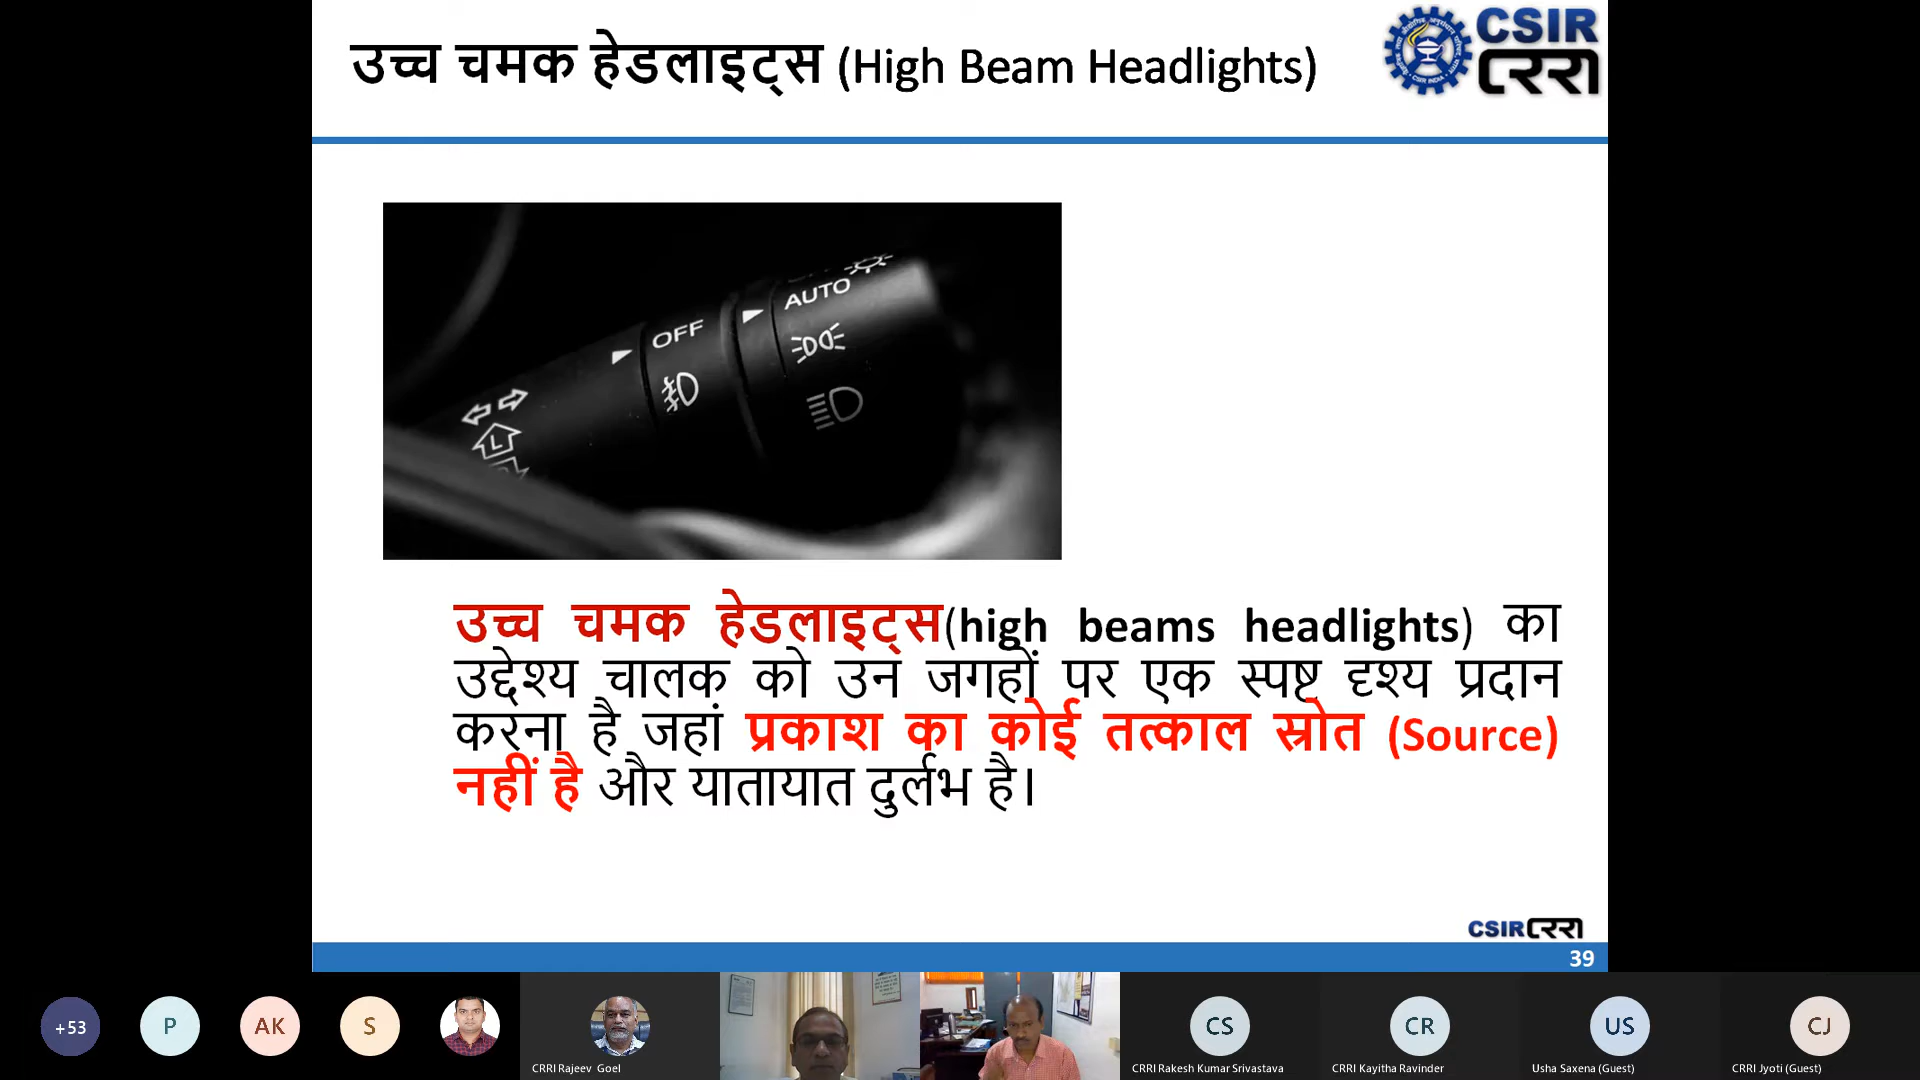 उच्च चमक हेडलाइट्स (High Beam Headlights)
CSIR
CRRI
AUTO
OFF
L
उच्च चमक हेडलाइट्स(high beams headlights) का
उद्देश्य चालक को उन जगहों पर एक स्पष्ट दृश्य प्रदान
करना है जहां प्रकाश का कोई तत्काल स्रोत (Source)
नहीं है और यातायात दुर्लभ है।
CSIR CRRI
39
+53
P
AK
S
CRRI Rajeev Goel
CS
CRRI Rakesh Kumar Srivastava
CR
CRRI Kayitha Ravinder
US
Usha Saxena (Guest)
CJ
CRRI Jyoti (Guest)